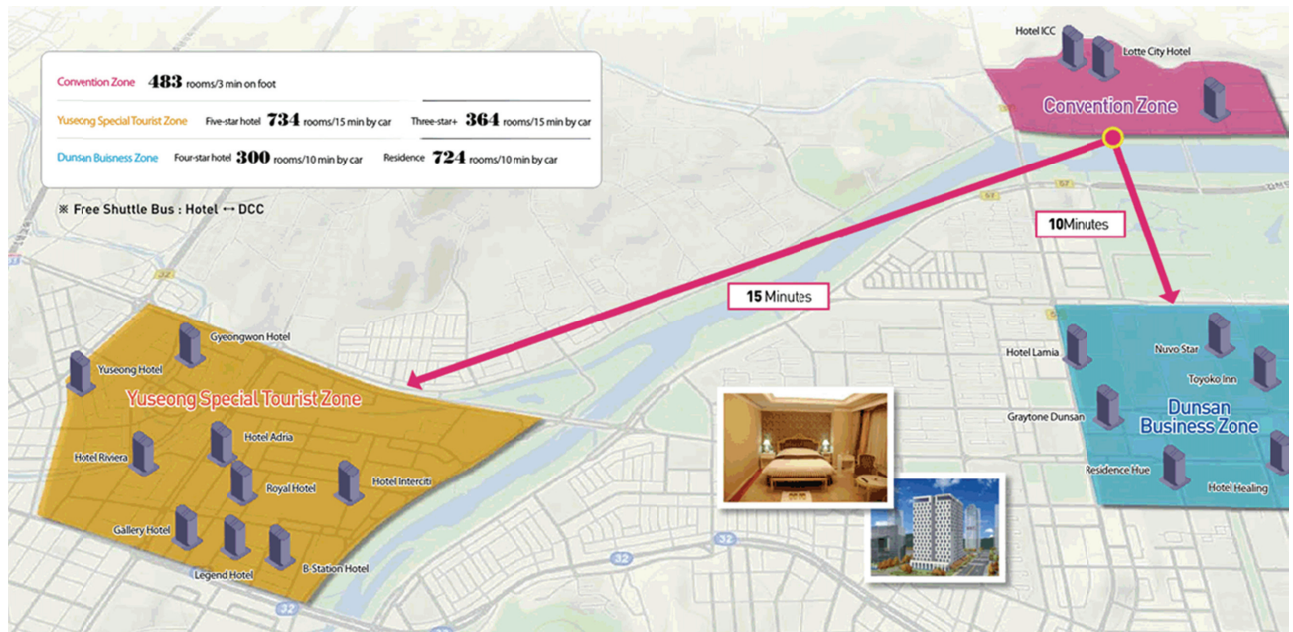 Hotel ICC
Lotte City Hotel
Convention Zone
Convention Zone 483 rooms/3 min on foot
Yuseong Special Tourist Zone Five-star hotel 734 rooms/15 min by car Three-star+ 364 rooms/15 min by car
Dunsan Buisness Zone Four-star hotel 300 rooms/10 min by car Residence 724 rooms/10 min by car
※ Free Shuttle Bus : Hotel ↔ DCC
10Minutes
15 Minutes
57
51
32
Gyeongwon Hotel
Yuseong Hotel
Yuseong Special Tourist Zone
Hotel Adria
Hotel Riviera
Royal Hotel
Hotel Interciti
Gallery Hotel
Legend Hotel
B-Station Hotel
32
32
32
Hotel Lamia
Nuvo Star
Toyoko Inn
Graytone Dunsan
Dunsan
Business Zone
Residence Hue
Hotel Healing